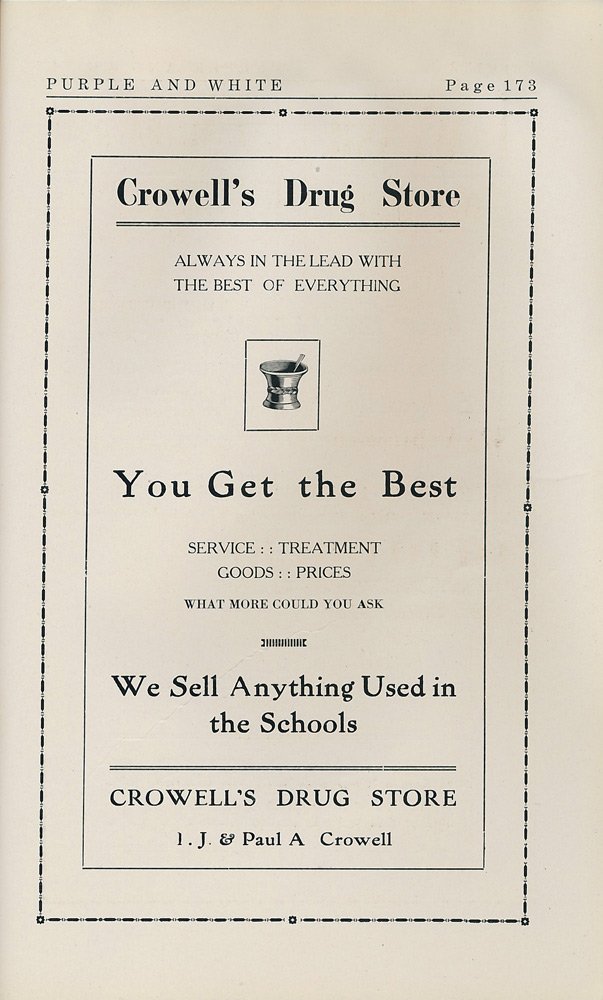 PURPLE AND WHITE Page 173
Crowell's Drug Store
ALWAYS IN THE LEAD WITH
THE BEST OF EVERYTHING
You Get the Best
SERVICE : : TREATMENT
GOODS : : PRICES
WHAT MORE COULD YOU ASK
We Sell Anything Used in
the Schools
CROWELL'S DRUG STORE
1. J. & Paul A Crowell